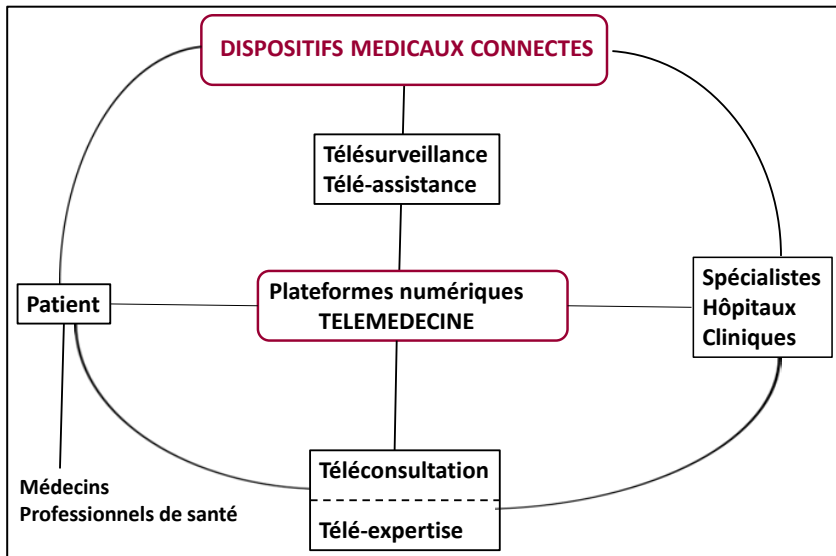 DISPOSITIFS MEDICAUX CONNECTES
Télésurveillance
Télé-assistance
Patient
Plateformes numériques
TELEMEDECINE
Spécialistes
Hôpitaux
Cliniques
Médecins
Professionnels de santé
Téléconsultation
Télé-expertise